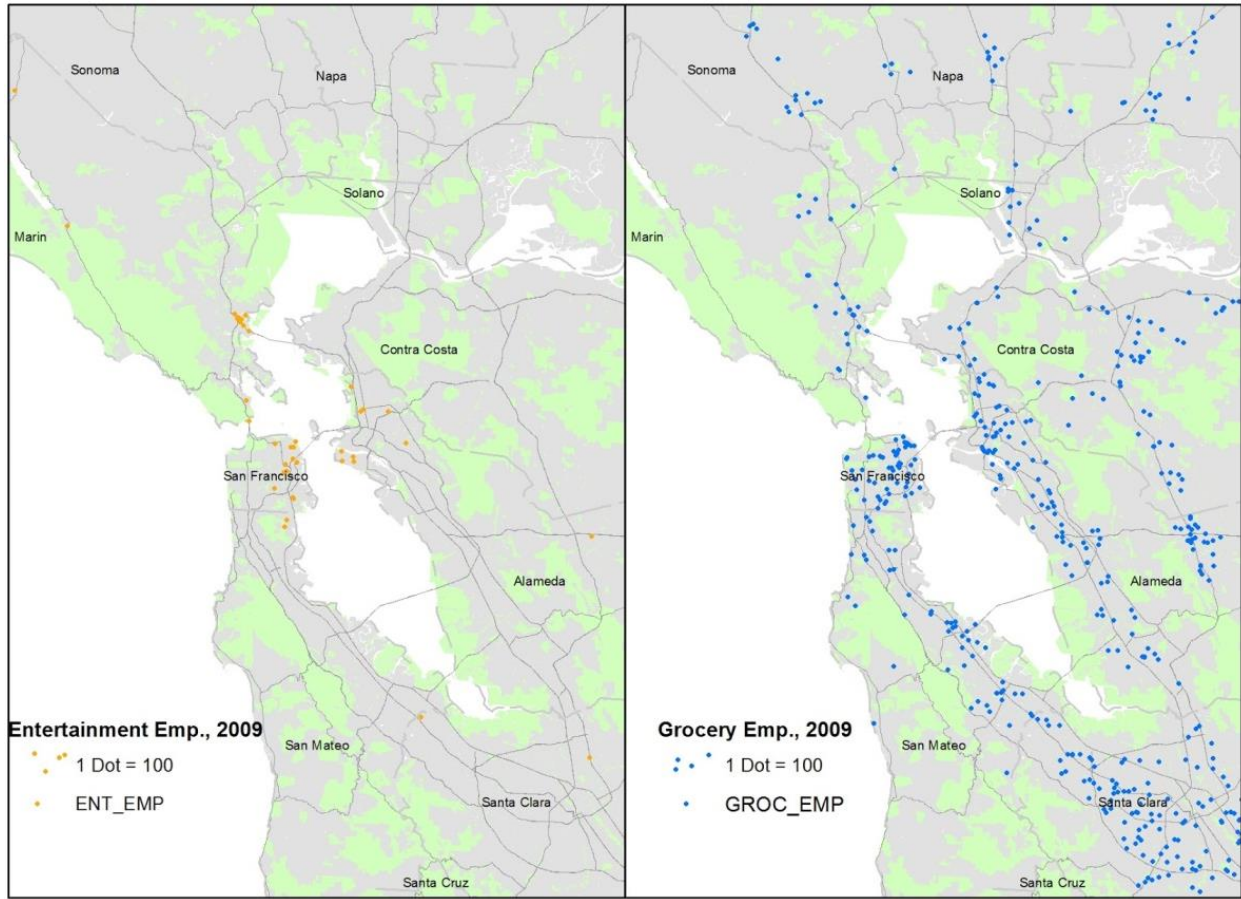 Sonoma
Napa
Solano
Marin
Contra Costa
San Francisco
Alameda
Entertainment Emp., 2009
San Mateo
1 Dot = 100
ENT_EMP
Santa Clara
Santa Cruz
Sonoma
Napa
Solano
Marin
Contra Costa
San Francisco
Alameda
Grocery Emp., 2009
San Mateo
1 Dot = 100
GROC_EMP
Santa Clara
Santa Cruz